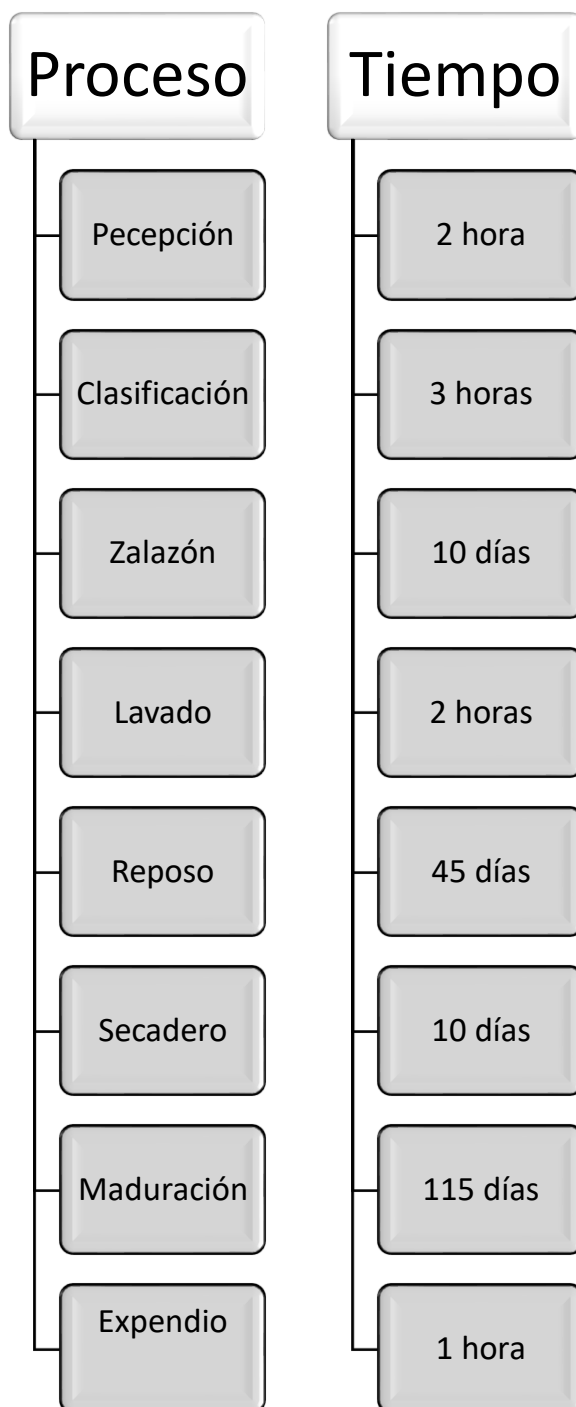 Proceso Tiempo
Pecepción 2 hora
Clasificación 3 horas
Zalazón 10 días
Lavado 2 horas
Reposo 45 días
Secadero 10 días
Maduración 115 días
Expendio 1 hora